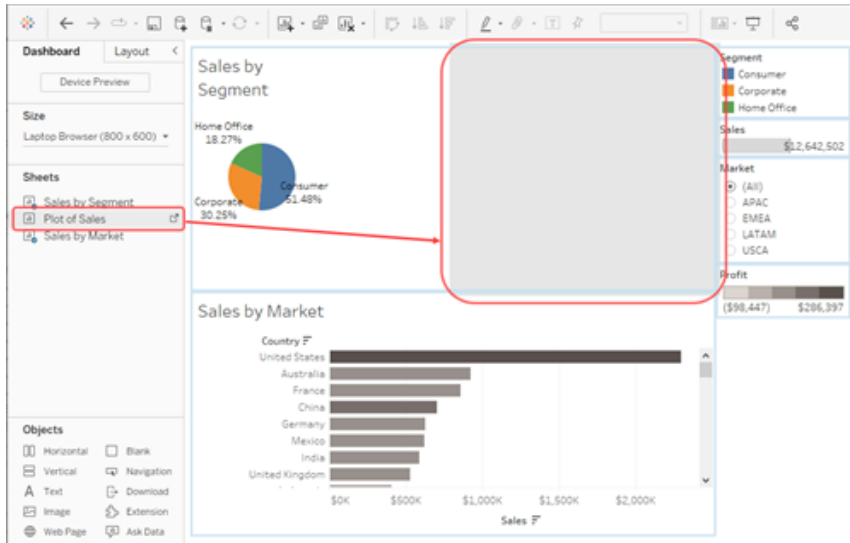 Dashboard
Layout
Device Preview
Size
Laptop Browser (800 x 600)
Sheets
Sales by Segment
Plot of Sales
Sales by Market
Objects
Horizontal
Blank
Vertical
Navigation
Text
Download
Image
Extension
Web Page
Ask Data
Sales by
Segment
Home Office
18.27%
Consumer
51.48%
Corporate
30.25%
Sales by Market
Country
United States
Australia
France
China
Germany
Mexico
India
United Kingdom
$0K
$500K
$1,000K
$1,500K
$2,000K
Sales
Segment
Consumer
Corporate
Home Office
Sales
$12,642,502
Market
(All)
APAC
EMEA
LATAM
USCA
Profit
($98,447)
$286,397